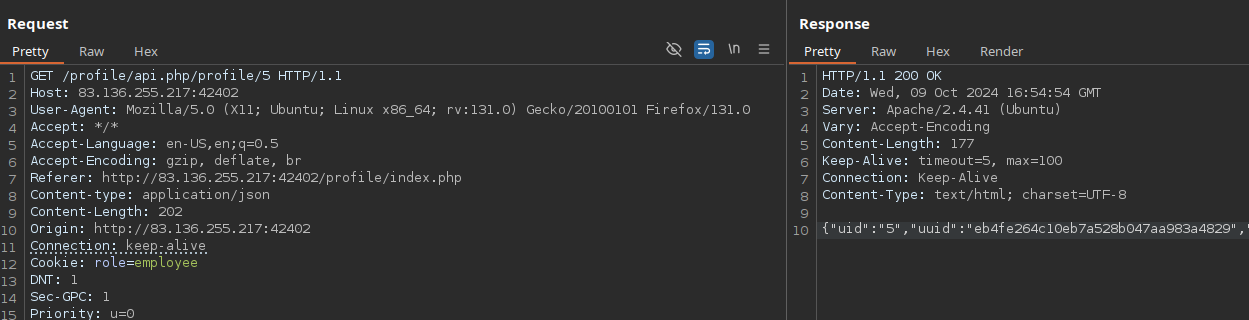 Request
Pretty Raw Hex \n
1 GET /profile/api.php/profile/5 HTTP/1.1
2 Host: 83.136.255.217:42402
3 User-Agent: Mozilla/5.0 (X11; Ubuntu; Linux x86_64; rv:131.0) Gecko/20100101 Firefox/131.0
4 Accept: */*
5 Accept-Language: en-US,en;q=0.5
6 Accept-Encoding: gzip, deflate, br
7 Referer: http://83.136.255.217:42402/profile/index.php
8 Content-type: application/json
9 Content-Length: 202
10 Origin: http://83.136.255.217:42402
11 Connection: keep-alive
12 Cookie: role=employee
13 DNT: 1
14 Sec-GPC: 1
15 Priority: u=0
Response
Pretty Raw Hex Render
1 HTTP/1.1 200 OK
2 Date: Wed, 09 Oct 2024 16:54:54 GMT
3 Server: Apache/2.4.41 (Ubuntu)
4 Vary: Accept-Encoding
5 Content-Length: 177
6 Keep-Alive: timeout=5, max=100
7 Connection: Keep-Alive
8 Content-Type: text/html; charset=UTF-8
9
10 {"uid":"5","uuid":"eb4fe264c10eb7a528b047aa983a4829","